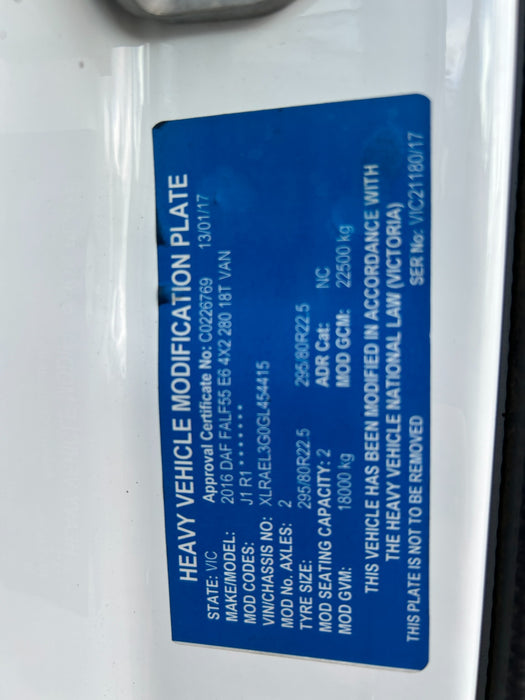 HEAVY VEHICLE MODIFICATION PLATE
STATE: VIC Approval Certificate No: C0226769 13/01/17
MAKE/MODEL: 2016 DAF FALF55 E6 4X2 280 18T VAN
MOD CODES: J1 R1 * * * * * * *
VIN/CHASSIS NO: XLRAEL3G0GL454415
MOD No. AXLES: 2
TYRE SIZE: 295/80R22.5 295/80R22.5
MOD SEATING CAPACITY: 2 ADR Cat: NC
MOD GVM: 18000 kg MOD GCM: 22500 kg
THIS VEHICLE HAS BEEN MODIFIED IN ACCORDANCE WITH
THE HEAVY VEHICLE NATIONAL LAW (VICTORIA)
THIS PLATE IS NOT TO BE REMOVED SER No: VIC21180/17